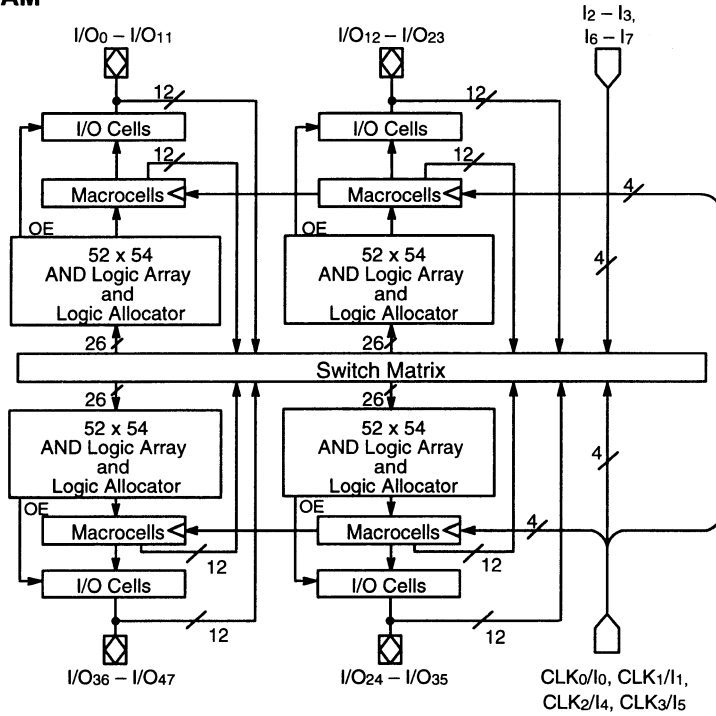 AM
I/O0 – I/O11
I/O12 – I/O23
I2 – I3,
I6 – I7
12
12
I/O Cells
I/O Cells
12
12
Macrocells
Macrocells
4
OE
OE
52 x 54
AND Logic Array
and
Logic Allocator
52 x 54
AND Logic Array
and
Logic Allocator
4
26
26
Switch Matrix
26
26
52 x 54
AND Logic Array
and
Logic Allocator
52 x 54
AND Logic Array
and
Logic Allocator
4
OE
OE
Macrocells
Macrocells
4
12
12
I/O Cells
I/O Cells
12
12
I/O36 – I/O47
I/O24 – I/O35
CLK0/I0, CLK1/I1,
CLK2/I4, CLK3/I5